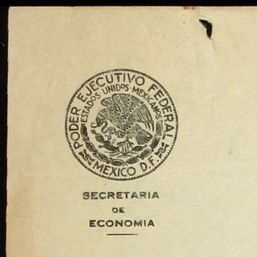 PODER EJECUTIVO FEDERAL
ESTADOS UNIDOS MEXICANOS
MEXICO D.F.
SECRETARIA
DE
ECONOMIA